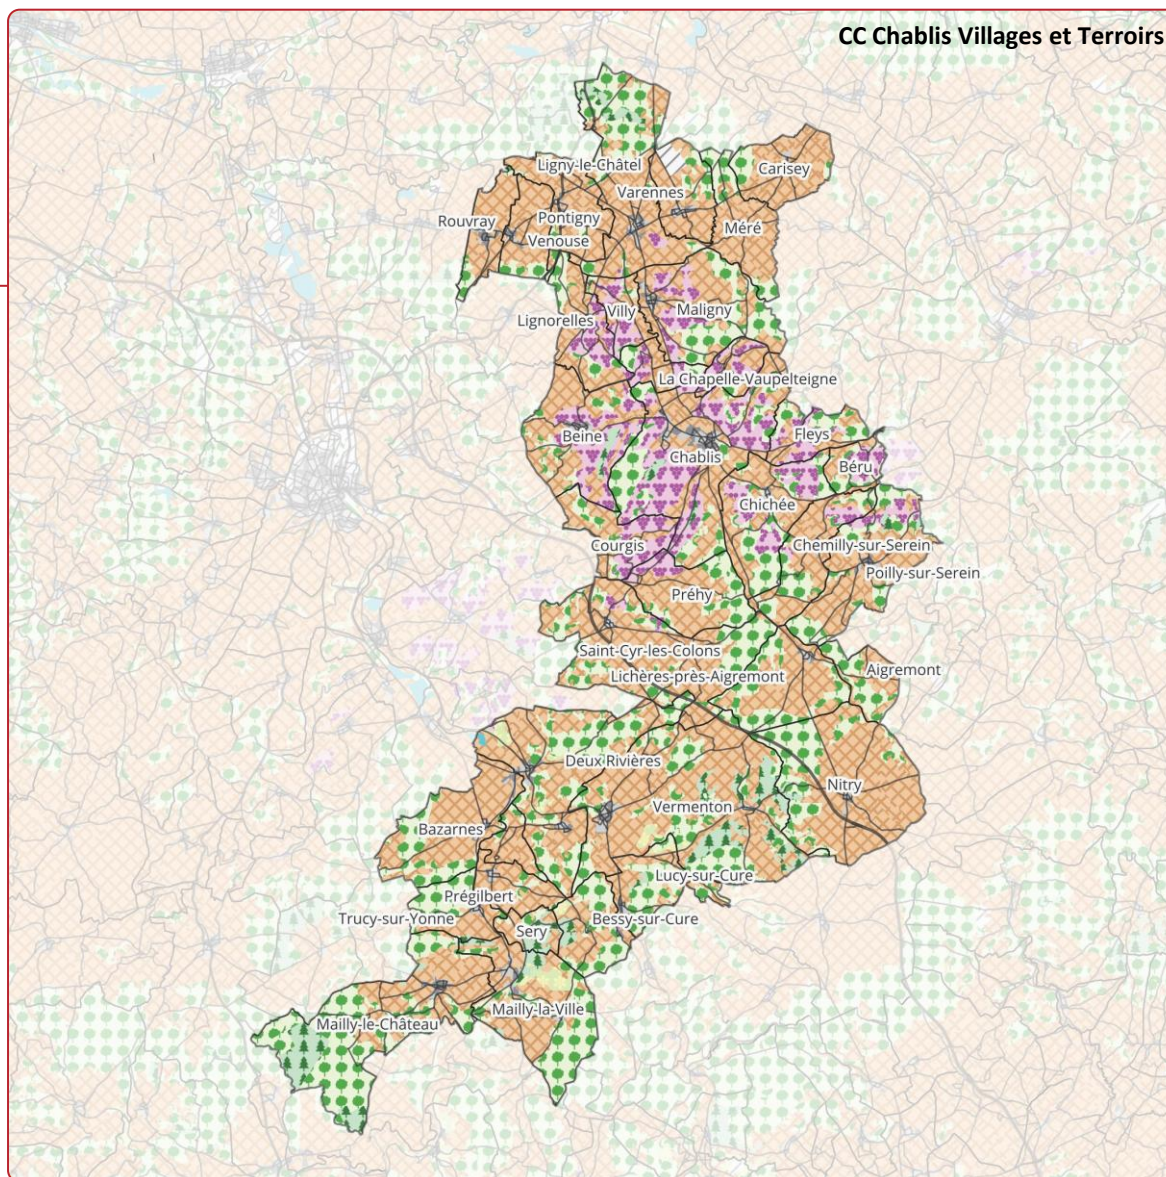 CC Chablis Villages et Terroirs
Ligny-le-Châtel
Carisey
Varennes
Rouvray
Pontigny
Méré
Venouse
Lignorelles
Villy
Maligny
La Chapelle-Vaupelteigne
Beine
Fleys
Chablis
Béru
Chichée
Courgis
Chemilly-sur-Serein
Poilly-sur-Serein
Préhy
Saint-Cyr-les-Colons
Aigremont
Lichères-près-Aigremont
Deux Rivières
Nitry
Vermenton
Bazarnes
Lucy-sur-Cure
Prégilbert
Trucy-sur-Yonne
Bessy-sur-Cure
Sery
Mailly-la-Ville
Mailly-le-Château